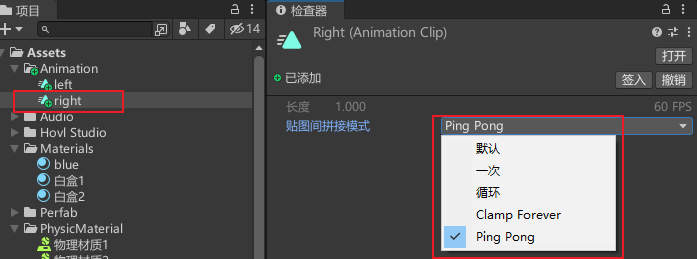 项目
14
Assets
Animation
left
right
Audio
Hovl Studio
Materials
blue
白盒1
白盒2
Perfab
PhysicMaterial
物理材质1
检查器
Right (Animation Clip)
打开
已添加
签入 撤销
长度 1.000 60 FPS
贴图间拼接模式 Ping Pong
默认
一次
循环
Clamp Forever
Ping Pong